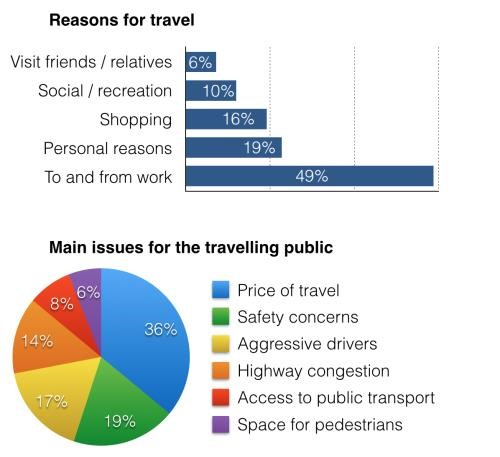 Reasons for travel
Visit friends / relatives 6%
Social / recreation 10%
Shopping 16%
Personal reasons 19%
To and from work 49%
Main issues for the travelling public
36%
19%
17%
14%
8%
6%
Price of travel
Safety concerns
Aggressive drivers
Highway congestion
Access to public transport
Space for pedestrians